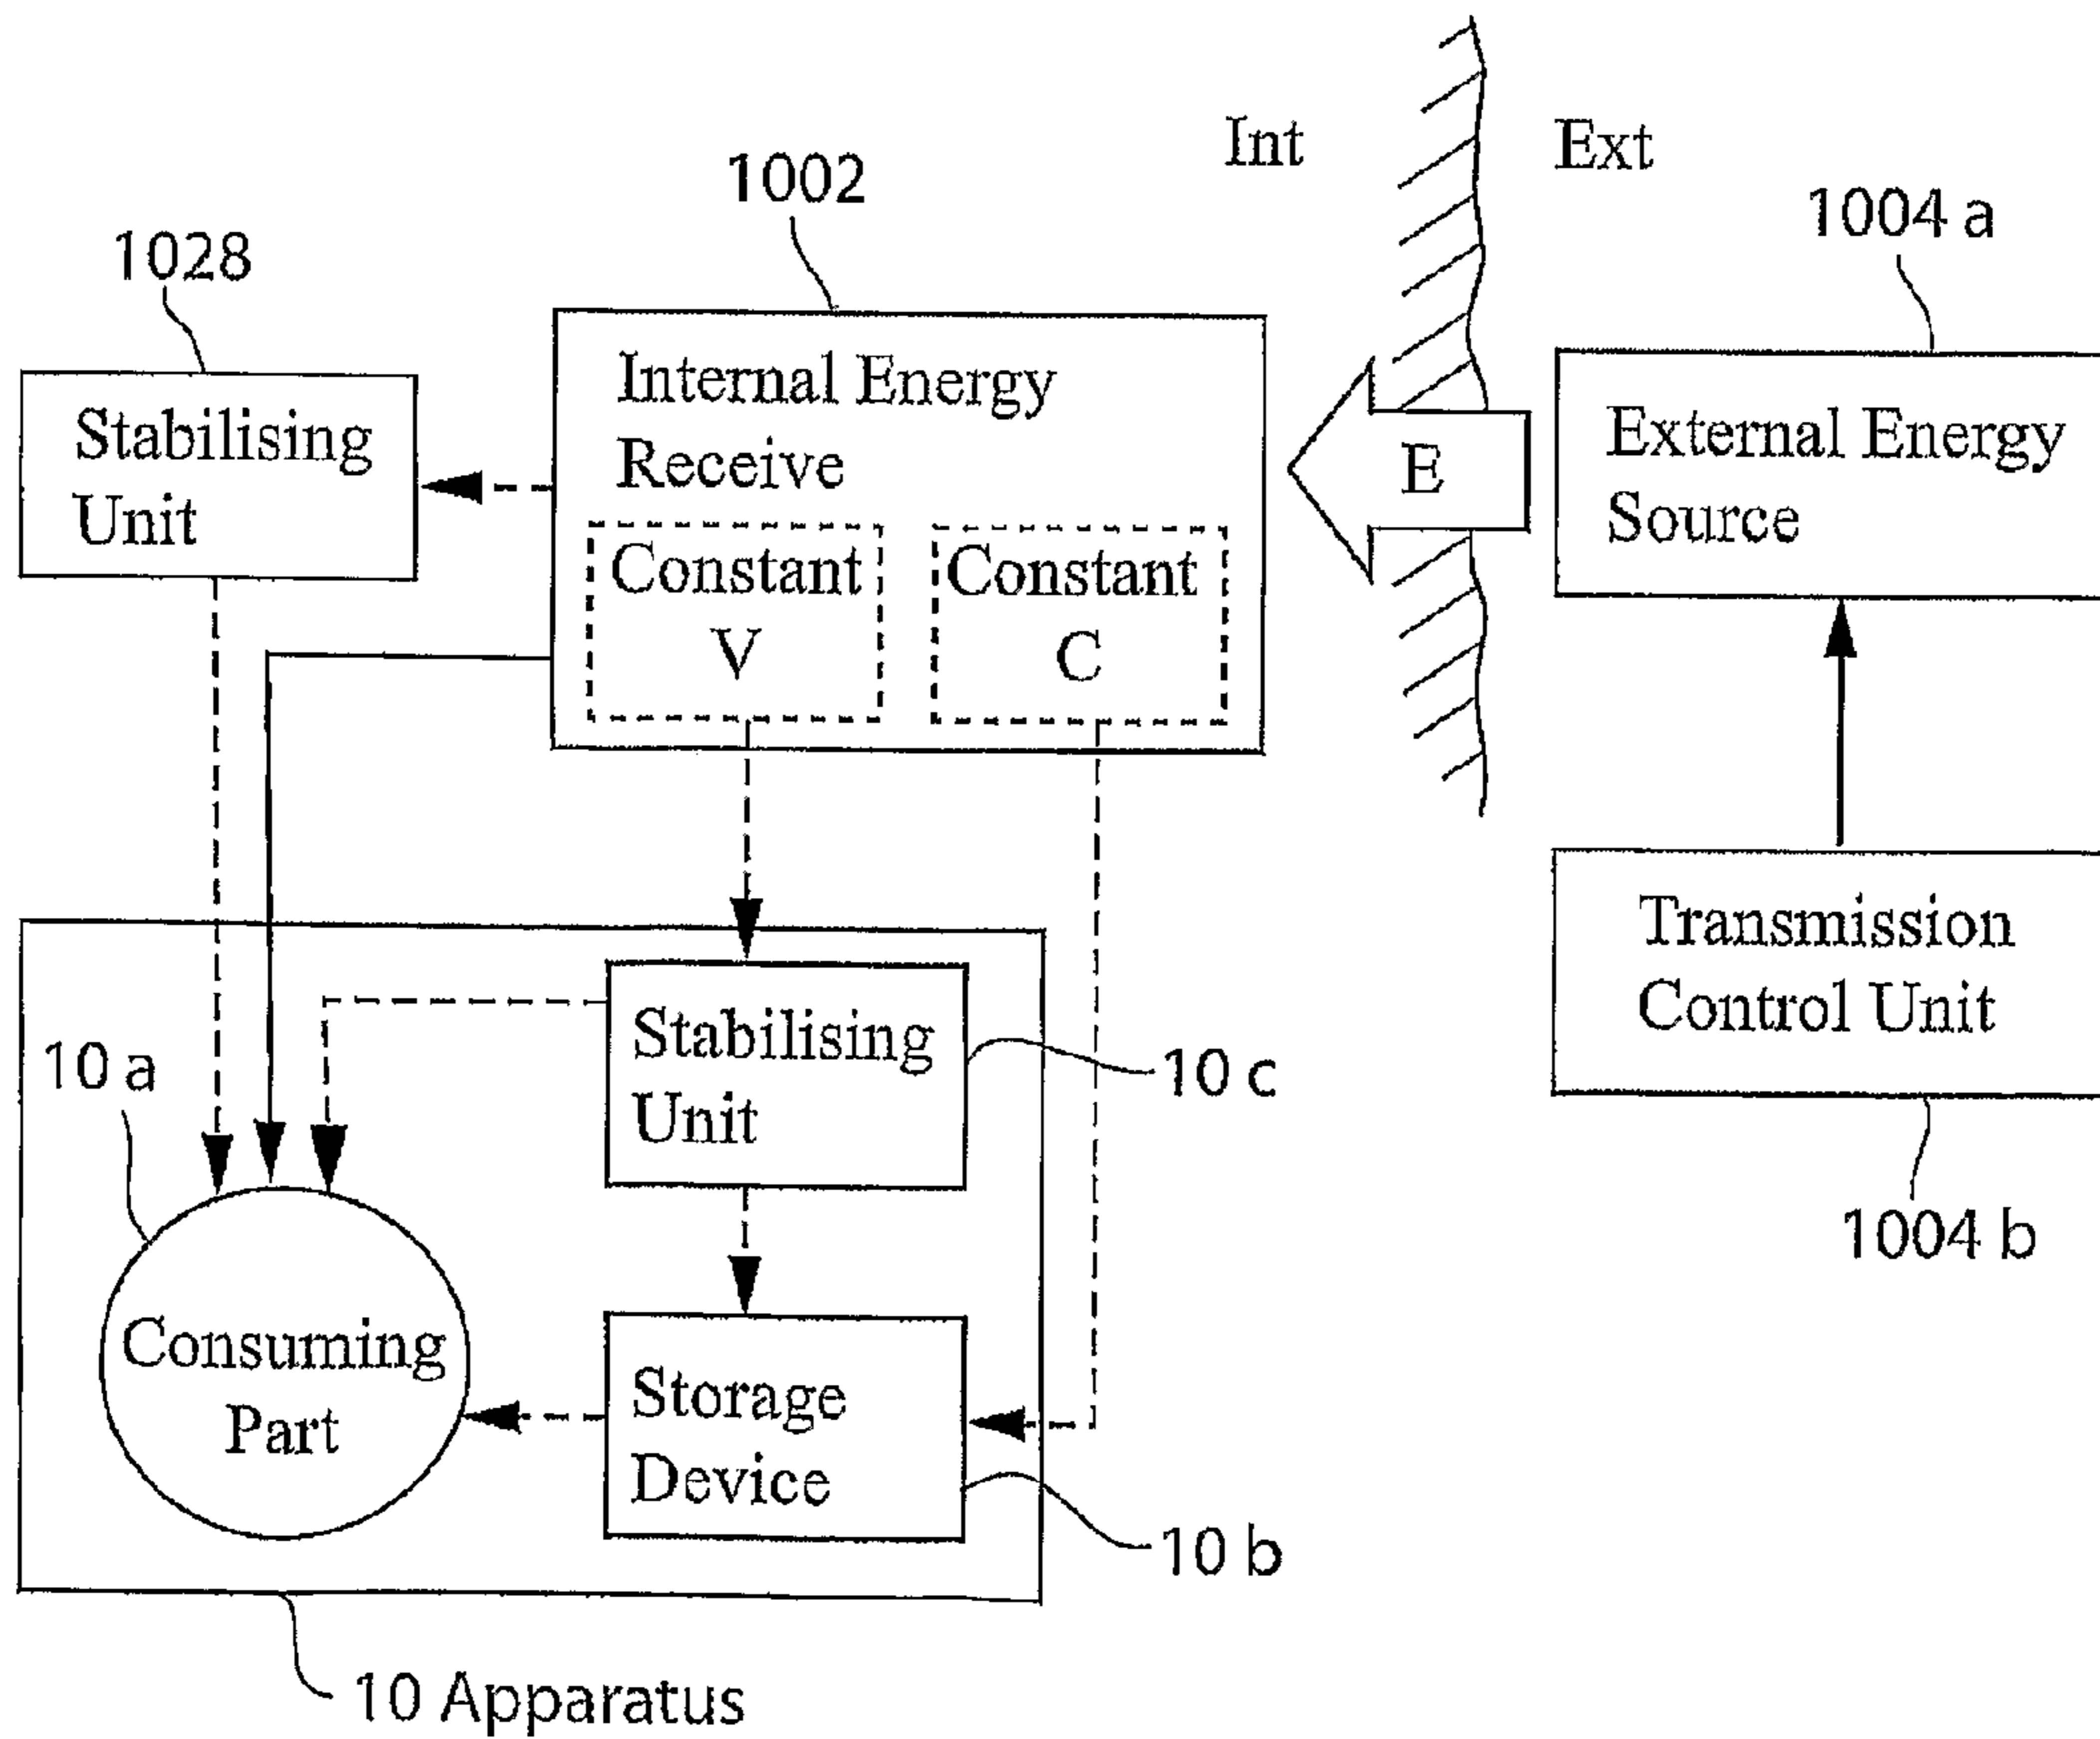 Int
Ext
1002
1004 a
1028
Internal Energy
Receive
Stabilising
Unit
E
External Energy
Source
Constant
V
Constant
C
Transmission
Control Unit
10 a
Stabilising
Unit
10 c
1004 b
Consuming
Part
Storage
Device
10 b
10 Apparatus